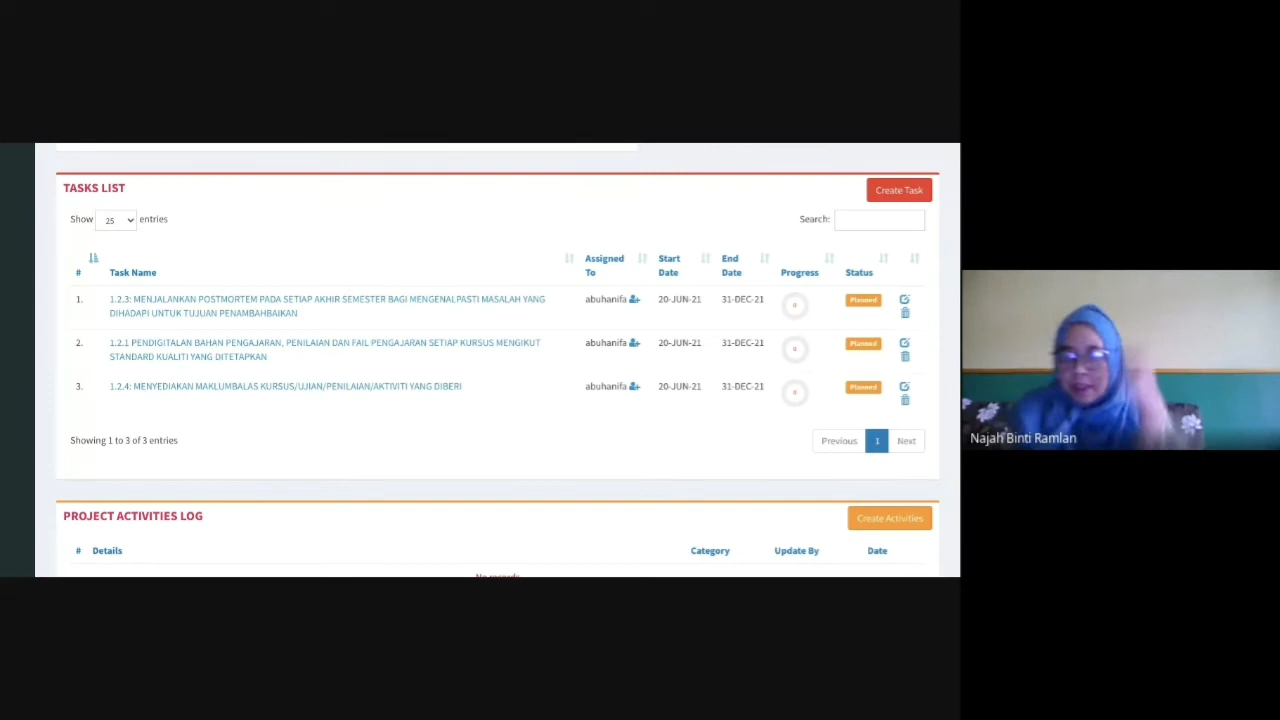 TASKS LIST
Create Task
Show 25 entries
Search:
# Task Name Assigned To Start Date End Date Progress Status
1. 1.2.3: MENJALANKAN POSTMORTEM PADA SETIAP AKHIR SEMESTER BAGI MENGENALPASTI MASALAH YANG
DIHADAPI UNTUK TUJUAN PENAMBAHBAIKAN
abuhanifa 20-JUN-21 31-DEC-21 0 Planned
2. 1.2.1 PENDIGITALAN BAHAN PENGAJARAN, PENILAIAN DAN FAIL PENGAJARAN SETIAP KURSUS MENGIKUT
STANDARD KUALITI YANG DITETAPKAN
abuhanifa 20-JUN-21 31-DEC-21 0 Planned
3. 1.2.4: MENYEDIAKAN MAKLUMBALAS KURSUS/UJIAN/PENILAIAN/AKTIVITI YANG DIBERI
abuhanifa 20-JUN-21 31-DEC-21 0 Planned
Showing 1 to 3 of 3 entries
Previous 1 Next
PROJECT ACTIVITIES LOG
Create Activities
# Details Category Update By Date
No records
Najah Binti Ramlan